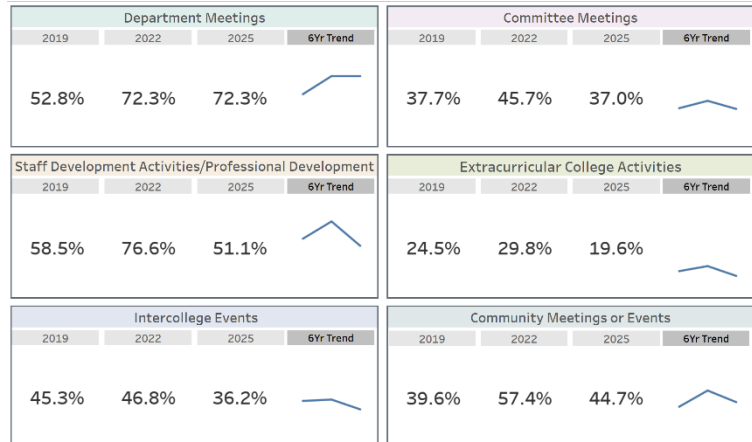 Department Meetings
2019 2022 2025 6Yr Trend
52.8% 72.3% 72.3%
Committee Meetings
2019 2022 2025 6Yr Trend
37.7% 45.7% 37.0%
Staff Development Activities/Professional Development
2019 2022 2025 6Yr Trend
58.5% 76.6% 51.1%
Extracurricular College Activities
2019 2022 2025 6Yr Trend
24.5% 29.8% 19.6%
Intercollege Events
2019 2022 2025 6Yr Trend
45.3% 46.8% 36.2%
Community Meetings or Events
2019 2022 2025 6Yr Trend
39.6% 57.4% 44.7%